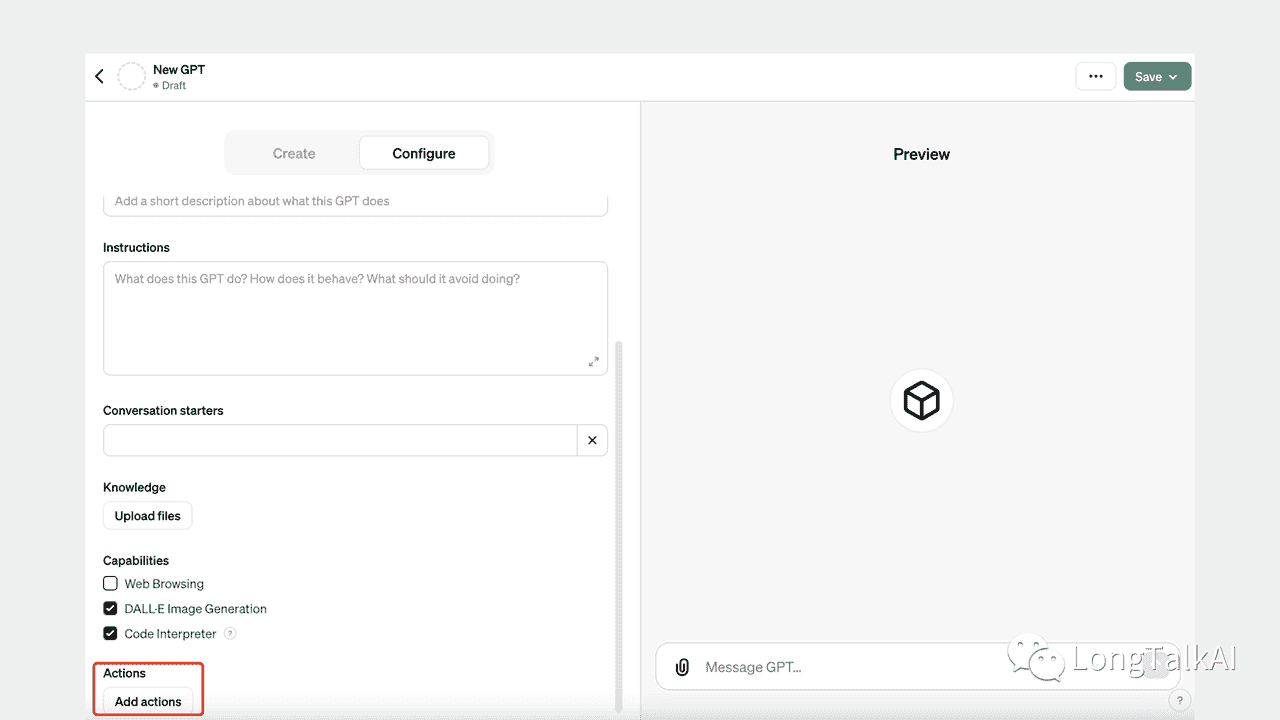 New GPT
Draft
Save
Create
Configure
Preview
Add a short description about what this GPT does
Instructions
What does this GPT do? How does it behave? What should it avoid doing?
Conversation starters
Knowledge
Upload files
Capabilities
Web Browsing
DALL·E Image Generation
Code Interpreter ?
Actions
Add actions
Message GPT…
LongTalkAI
?